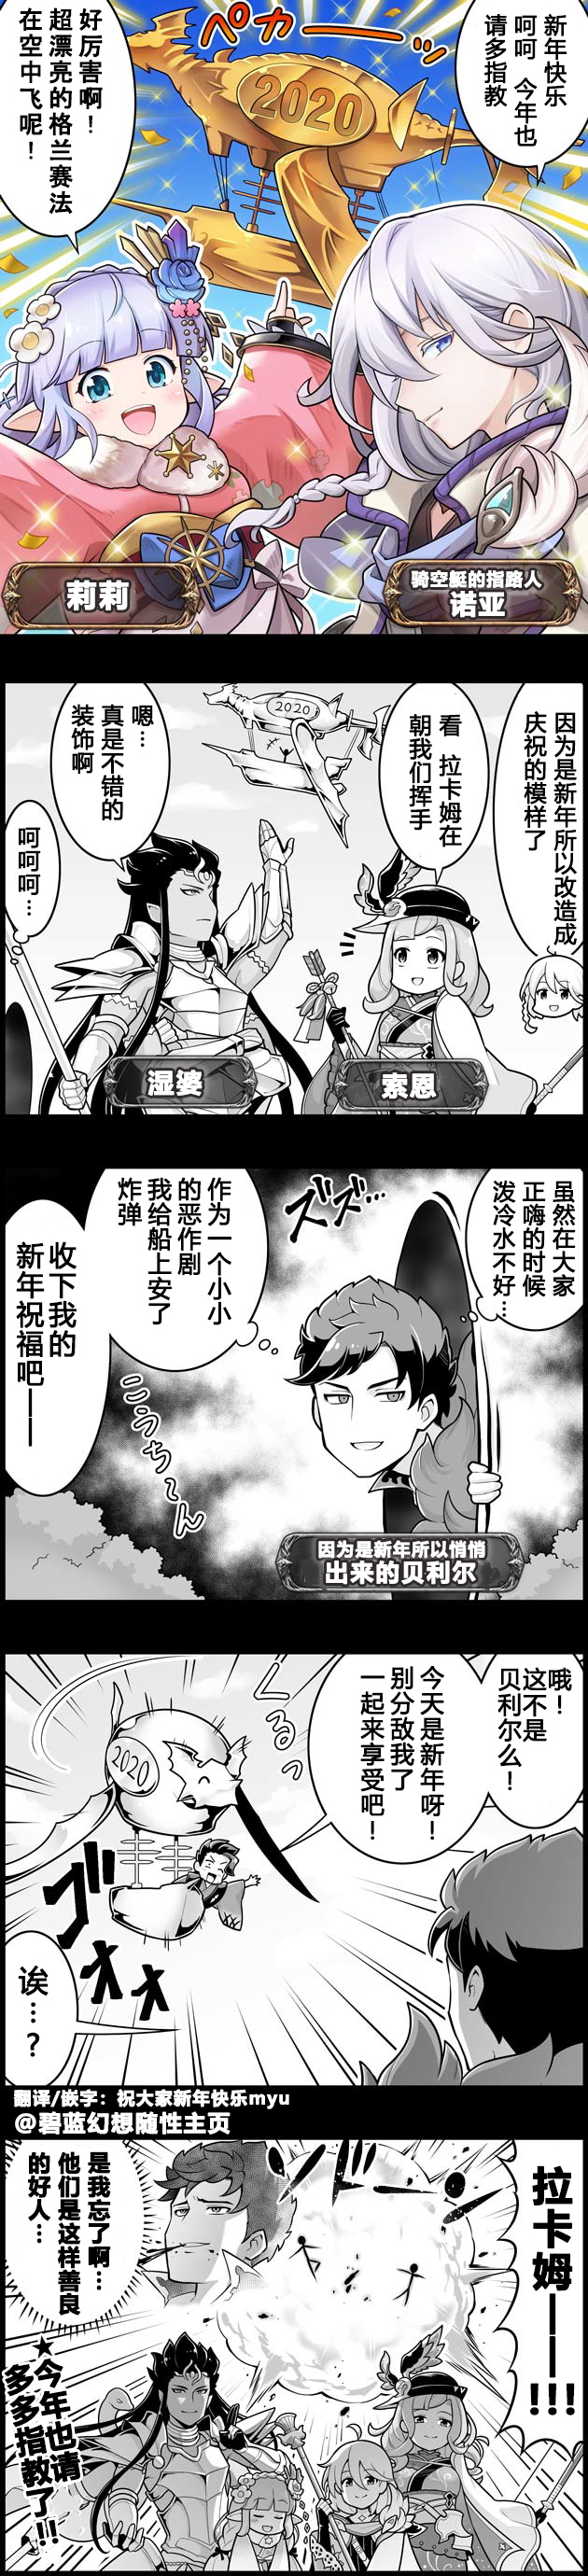 新年快乐
呵呵 今年也
请多指教
ペカーーッ
2020
好厉害啊！
超漂亮的格兰赛法
在空中飞呢！
莉莉
骑空艇的指路人
诺亚
因为是新年所以改造成
庆祝的模样了
看 拉卡姆在
朝我们挥手
2020
嗯…
真是不错的
装饰啊
呵呵呵…
湿婆
索恩
虽然在大家
正嗨的时候
泼冷水不好…
ズズ…
作为一个小小
的恶作剧
我给船上安了
炸弹
收下我的
新年祝福吧——
こうち～ん
因为是新年所以悄悄
出来的贝利尔
哦！
这不是
贝利尔么！
今天是新年呀！
别分敌我了
一起来享受吧！
くるっ
2020
ゴオオ
诶…？
翻译/嵌字：祝大家新年快乐myu
@碧蓝幻想随性主页
拉卡姆——!!!
是我忘了啊…
他们是这样善良
的好人…
★今年也请
多多指教了!!